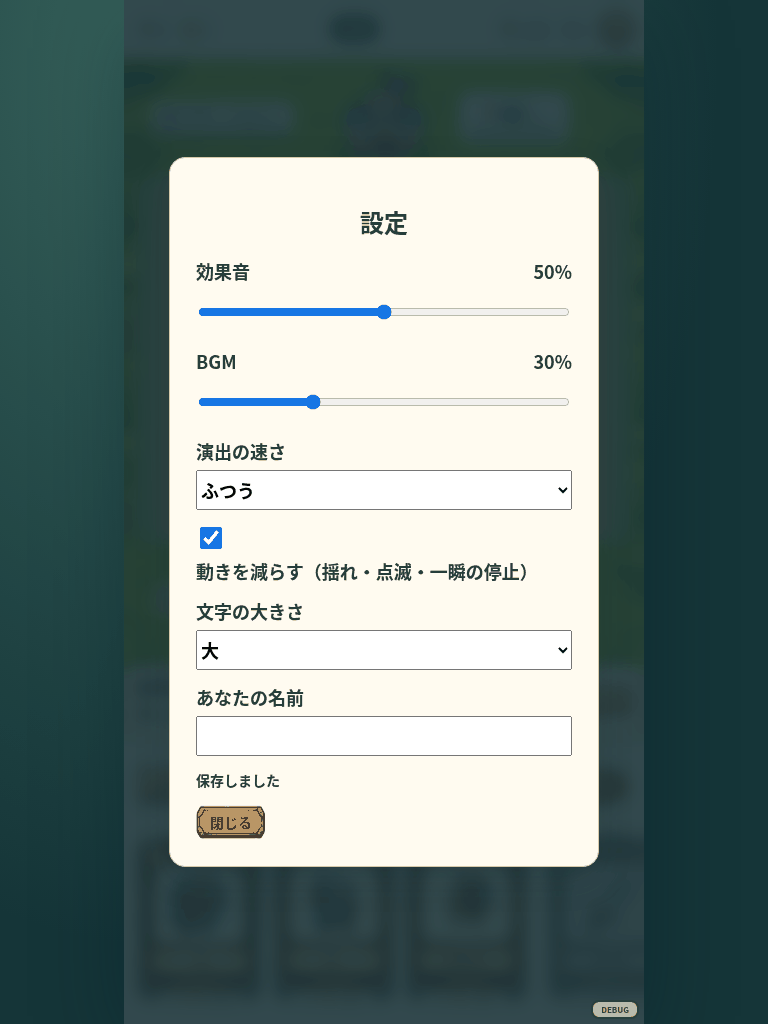 設定
効果音 50%
BGM 30%
演出の速さ
ふつう
動きを減らす（揺れ・点滅・一瞬の停止）
文字の大きさ
大
あなたの名前
保存しました
閉じる
DEBUG